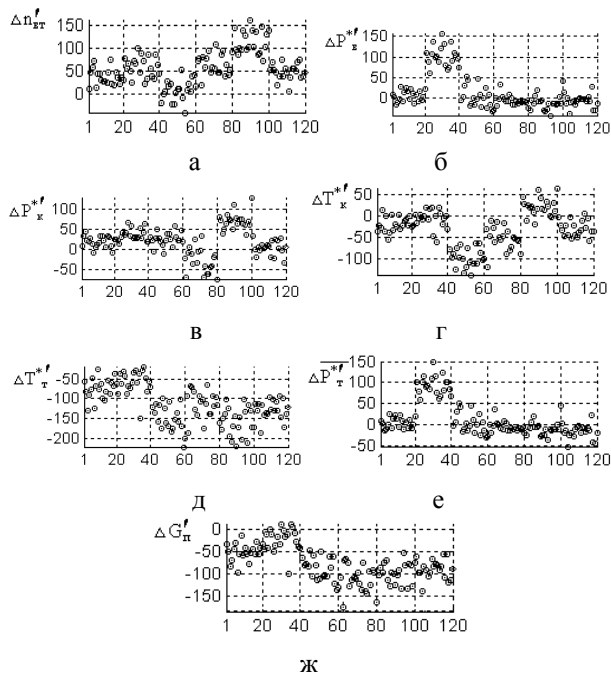 Δn'вт 150 100 50 0 1 20 40 60 80 100 120
ΔP*'в 150 100 50 0 1 20 40 60 80 100 120
а б
ΔP*'к 100 50 0 -50 1 20 40 60 80 100 120
ΔT*'к 50 0 -50 -100 1 20 40 60 80 100 120
в г
ΔT*'т -50 -100 -150 -200 1 20 40 60 80 100 120
ΔP*'т 150 100 50 0 -50 1 20 40 60 80 100 120
д е
ΔG'п 0 -50 -100 -150 1 20 40 60 80 100 120
ж